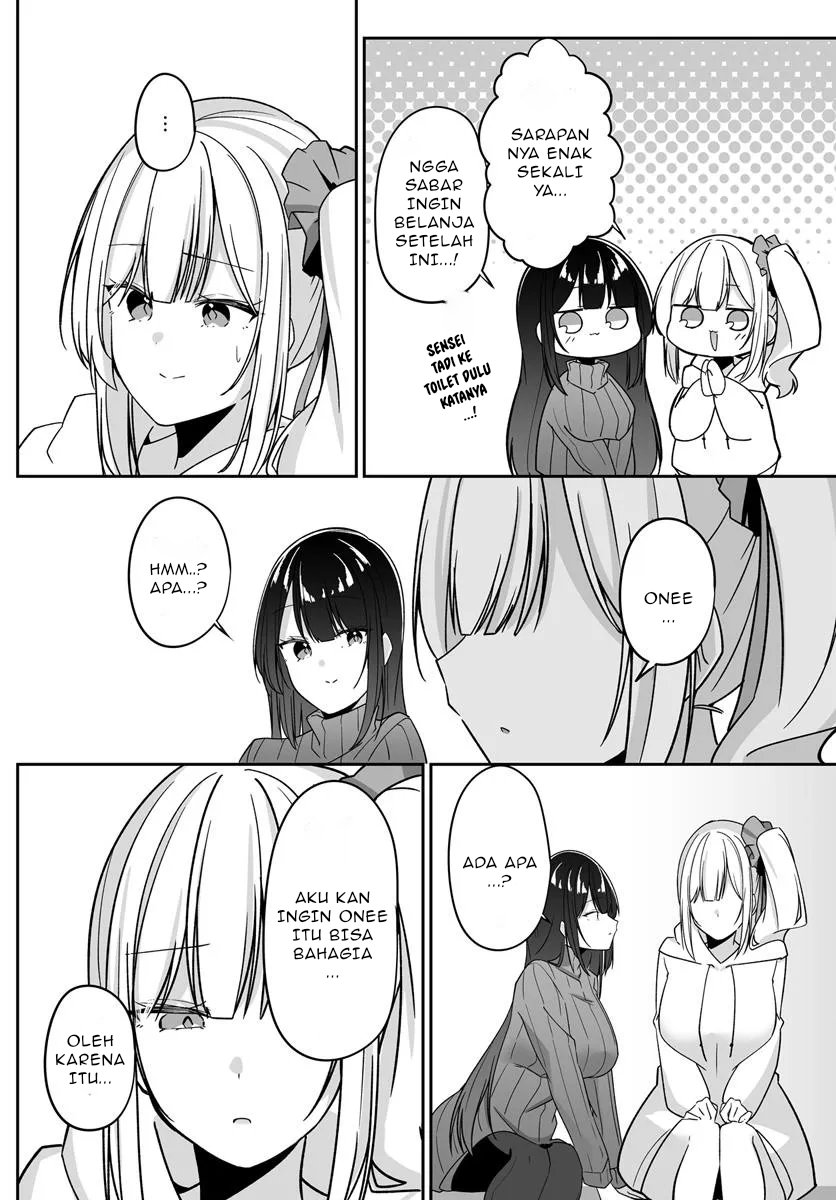 SARAPAN
NYA ENAK
SEKALI
YA...
NGGA
SABAR
INGIN
BELANJA
SETELAH
INI...!
SENSEI
TADI KE
TOILET DULU
KATANYA
...!
...
ONEE
...
HMM..?
APA...?
ADA APA
...?
AKU KAN
INGIN ONEE
ITU BISA
BAHAGIA
...
OLEH
KARENA
ITU...